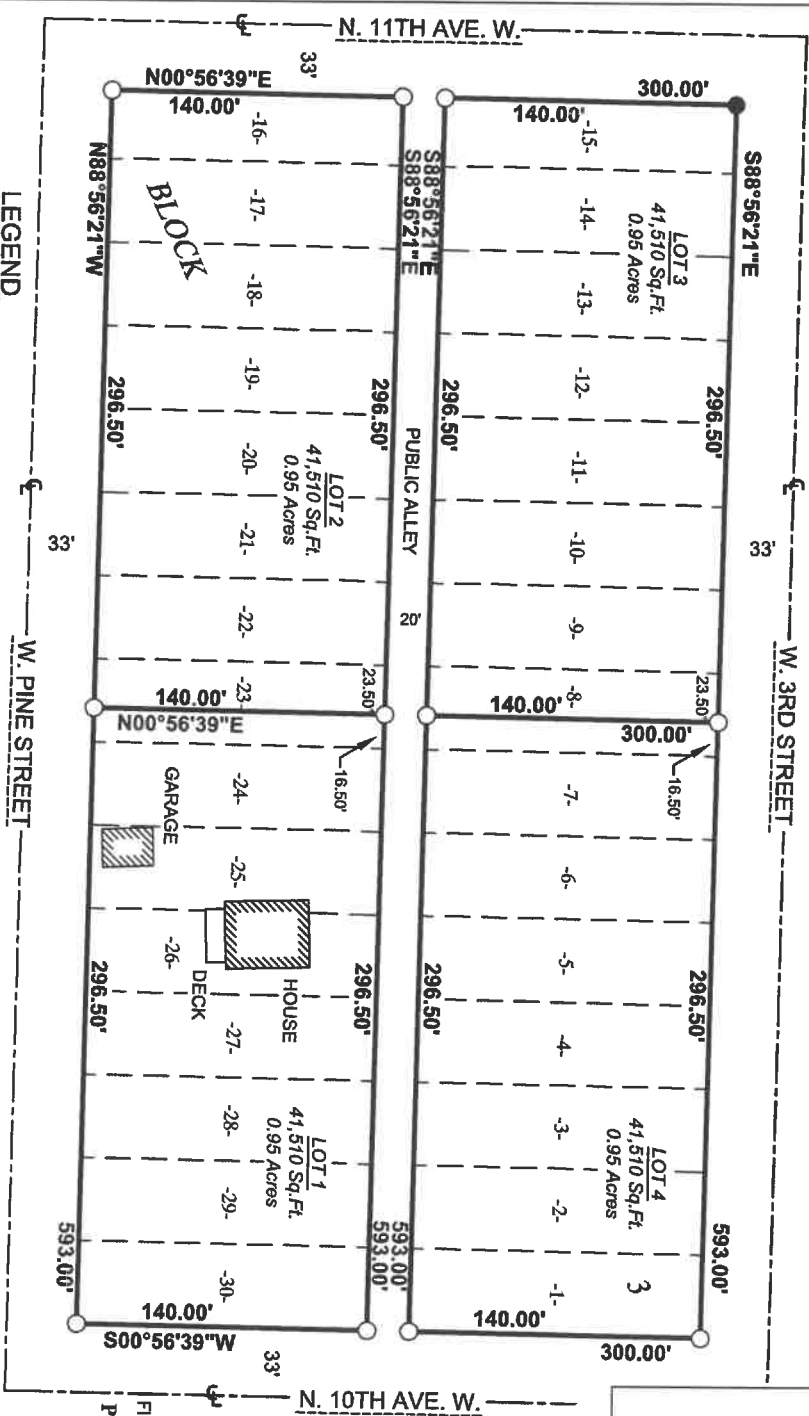 N. 11TH AVE. W.
℄
33'
N00°56'39"E
140.00'
300.00'
140.00'
S88°56'21"E
W. 3RD STREET
33'
℄
LOT 3
41,510 Sq.Ft.
0.95 Acres
-15-
-14-
-13-
-12-
-11-
-10-
-9-
-8-
296.50'
296.50'
23.50'
140.00'
300.00'
16.50'
-7-
-6-
-5-
-4-
-3-
-2-
-1-
LOT 4
41,510 Sq.Ft.
0.95 Acres
3
296.50'
296.50'
593.00'
140.00'
300.00'
S88°56'21"E
S88°56'21"E
PUBLIC ALLEY
20'
593.00'
593.00'
BLOCK
-16-
-17-
-18-
-19-
-20-
-21-
-22-
-23-
LOT 2
41,510 Sq.Ft.
0.95 Acres
N88°56'21"W
296.50'
296.50'
23.50'
140.00'
N00°56'39"E
16.50'
-24-
-25-
-26-
-27-
-28-
-29-
-30-
GARAGE
HOUSE
DECK
LOT 1
41,510 Sq.Ft.
0.95 Acres
296.50'
296.50'
593.00'
140.00'
S00°56'39"W
33'
33'
℄
W. PINE STREET
N. 10TH AVE. W.
℄
LEGEND
FI
P